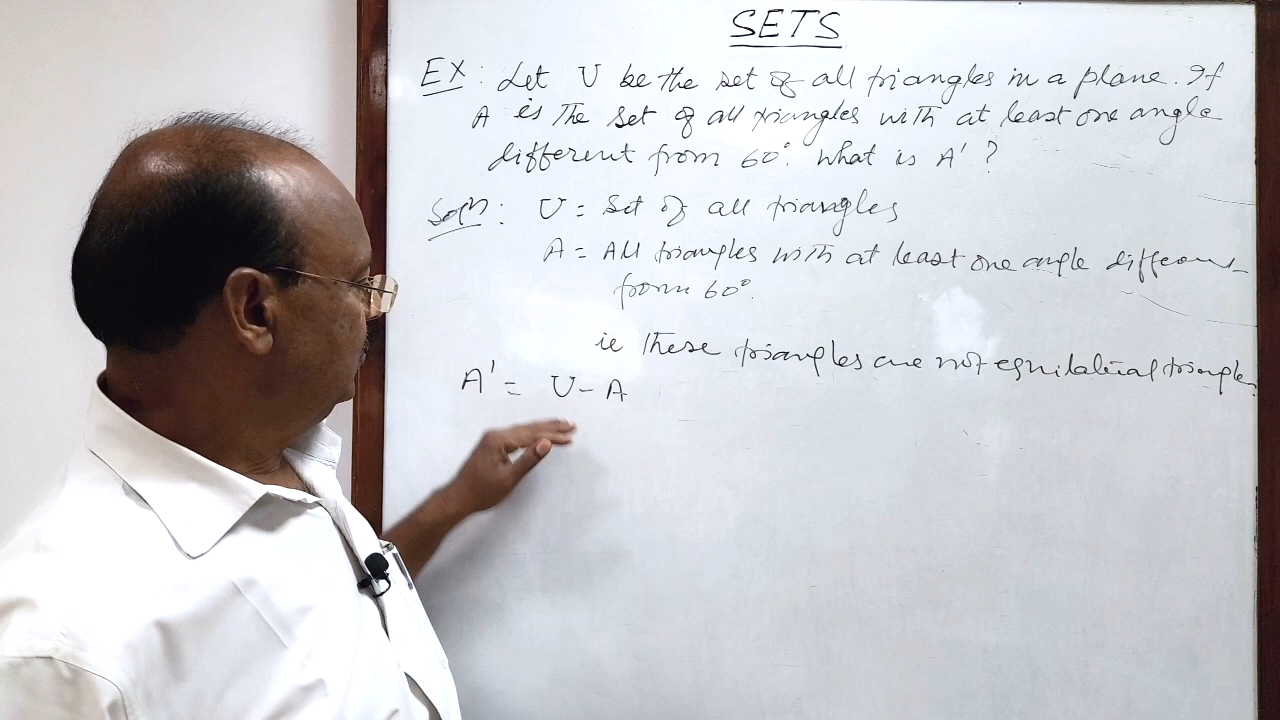 SETS
EX: Let U be the set of all triangles in a plane. If
A is the set of all triangles with at least one angle
different from 60°. What is A' ?
Soln: U = Set of all triangles
A = All triangles with at least one angle different
from 60°.
ie these triangles are not equilateral triangles.
A' = U - A